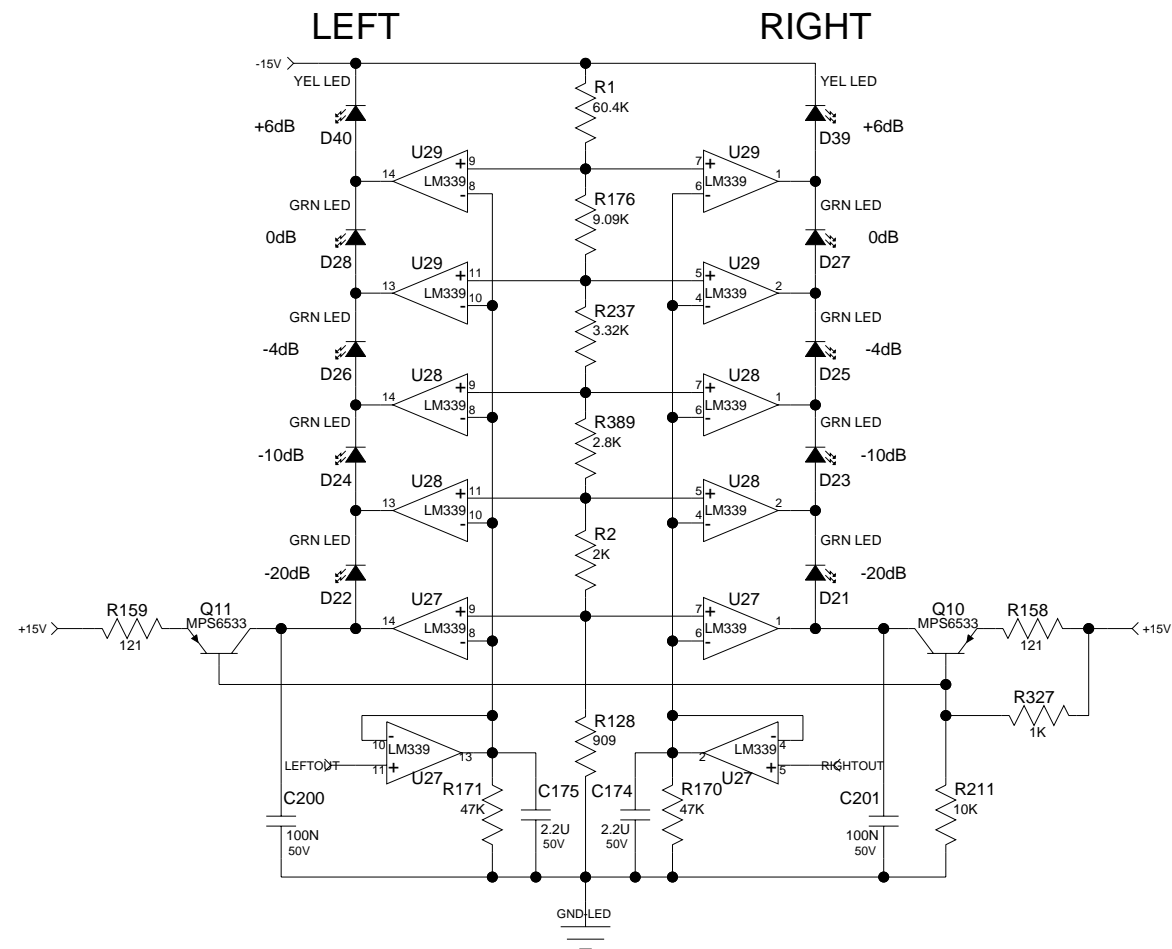 LEFT
RIGHT
-15V
YEL LED
YEL LED
R1
60.4K
+6dB
D40
D39
+6dB
U29
+ 9
14
LM339
- 8
U29
7 +
LM339
1
6 -
GRN LED
R176
9.09K
GRN LED
0dB
D28
D27
0dB
U29
+ 11
13
LM339
- 10
U29
5 +
LM339
2
4 -
GRN LED
R237
3.32K
GRN LED
-4dB
D26
D25
-4dB
U28
+ 9
14
LM339
- 8
U28
7 +
LM339
1
6 -
GRN LED
R389
2.8K
GRN LED
-10dB
D24
D23
-10dB
U28
+ 11
13
LM339
- 10
U28
5 +
LM339
2
4 -
GRN LED
R2
2K
GRN LED
-20dB
D22
D21
-20dB
+15V
R159
121
Q11
MPS6533
U27
+ 9
14
LM339
- 8
U27
7 +
LM339
1
6 -
Q10
MPS6533
R158
121
+15V
R327
1K
R128
909
10 -
LM339
13
LEFTOUT
11 +
U27
- 4
LM339
2
+ 5
RIGHTOUT
U27
C200
100N
50V
R171
47K
C175
2.2U
50V
C174
2.2U
50V
R170
47K
C201
100N
50V
R211
10K
GND-LED